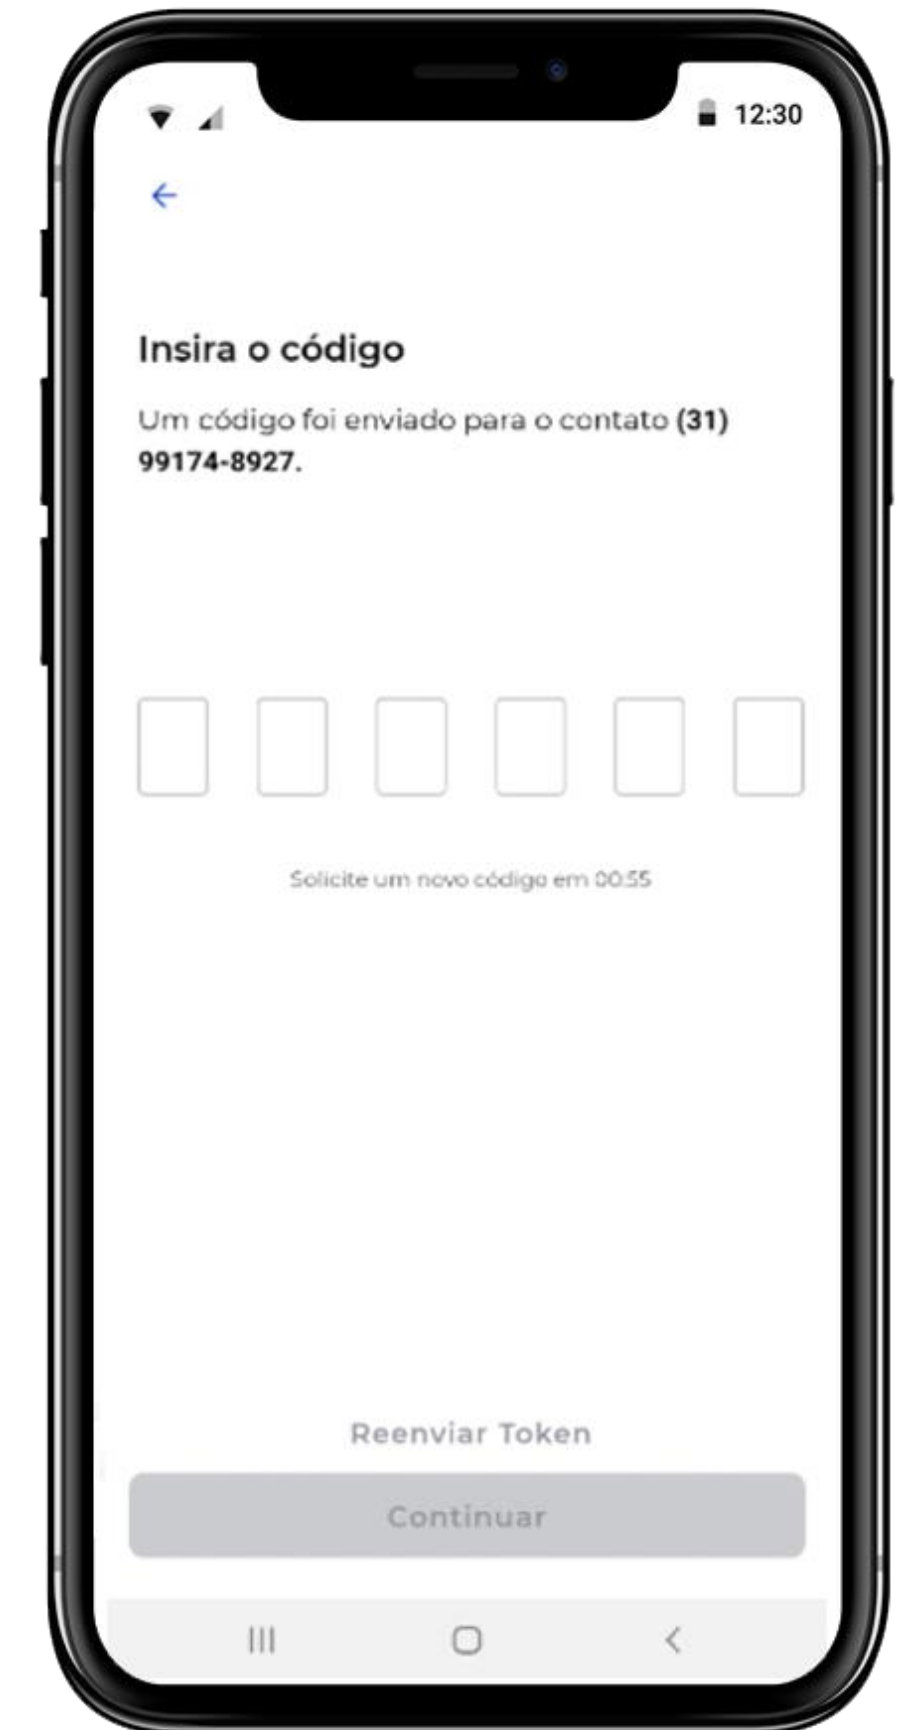 12:30
Insira o código
Um código foi enviado para o contato (31)
99174-8927.
Solicite um novo código em 00:55
Reenviar Token
Continuar